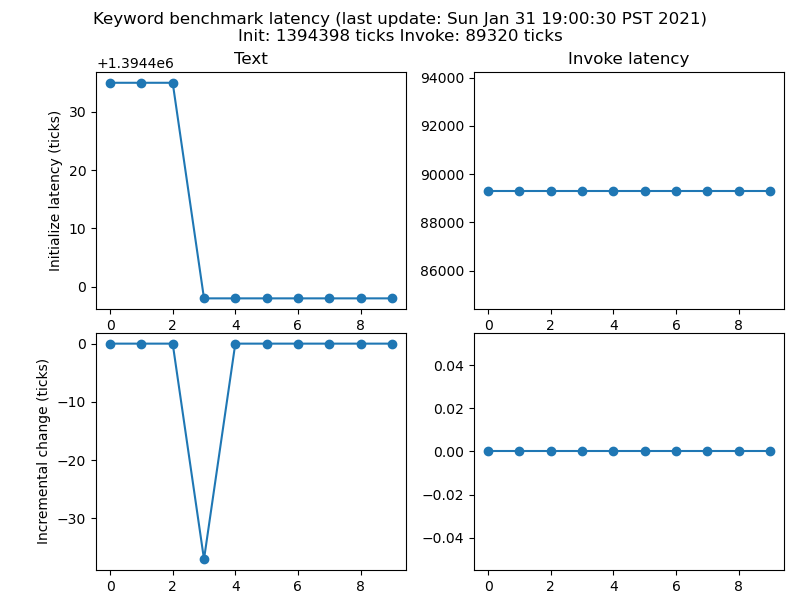 Keyword benchmark latency (last update: Sun Jan 31 19:00:30 PST 2021)
Init: 1394398 ticks Invoke: 89320 ticks
Text
Invoke latency
+1.3944e6
Initialize latency (ticks)
30
20
10
0
0 2 4 6 8
94000
92000
90000
88000
86000
0 2 4 6 8
Incremental change (ticks)
0
−10
−20
−30
0 2 4 6 8
0.04
0.02
0.00
−0.02
−0.04
0 2 4 6 8